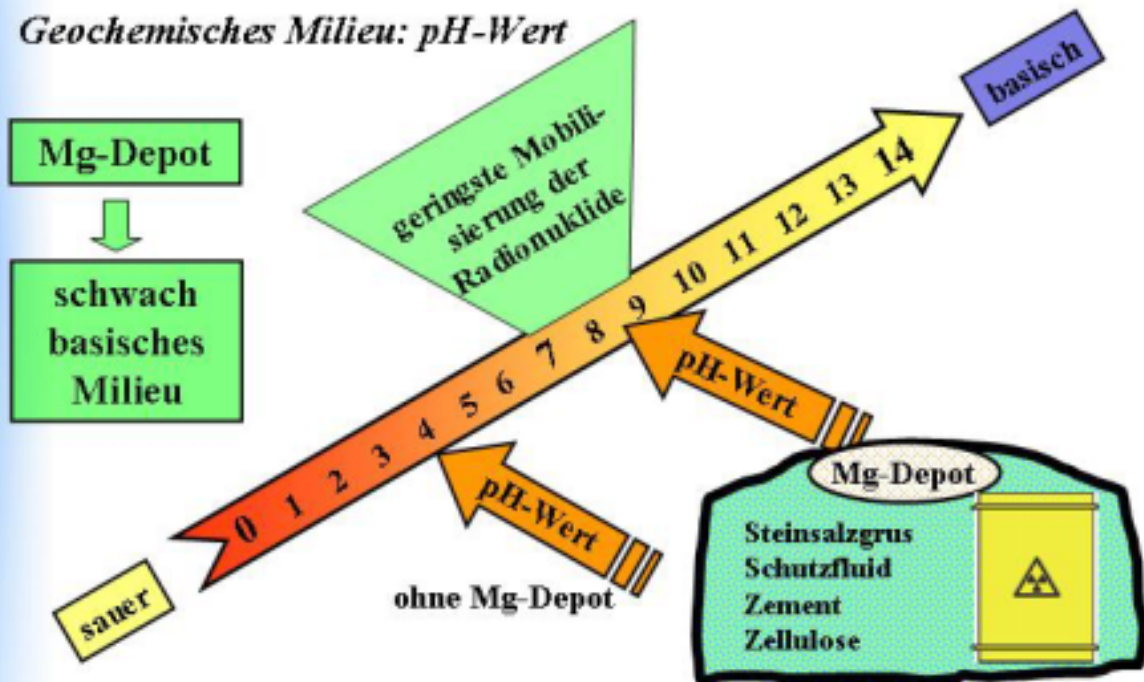 Geochemisches Milieu: pH-Wert
Mg-Depot
schwach
basisches
Milieu
geringste Mobili-
sierung der
Radionuklide
basisch
0 1 2 3 4 5 6 7 8 9 10 11 12 13 14
sauer
pH-Wert
pH-Wert
ohne Mg-Depot
Mg-Depot
Steinsalzgrus
Schutzfluid
Zement
Zellulose